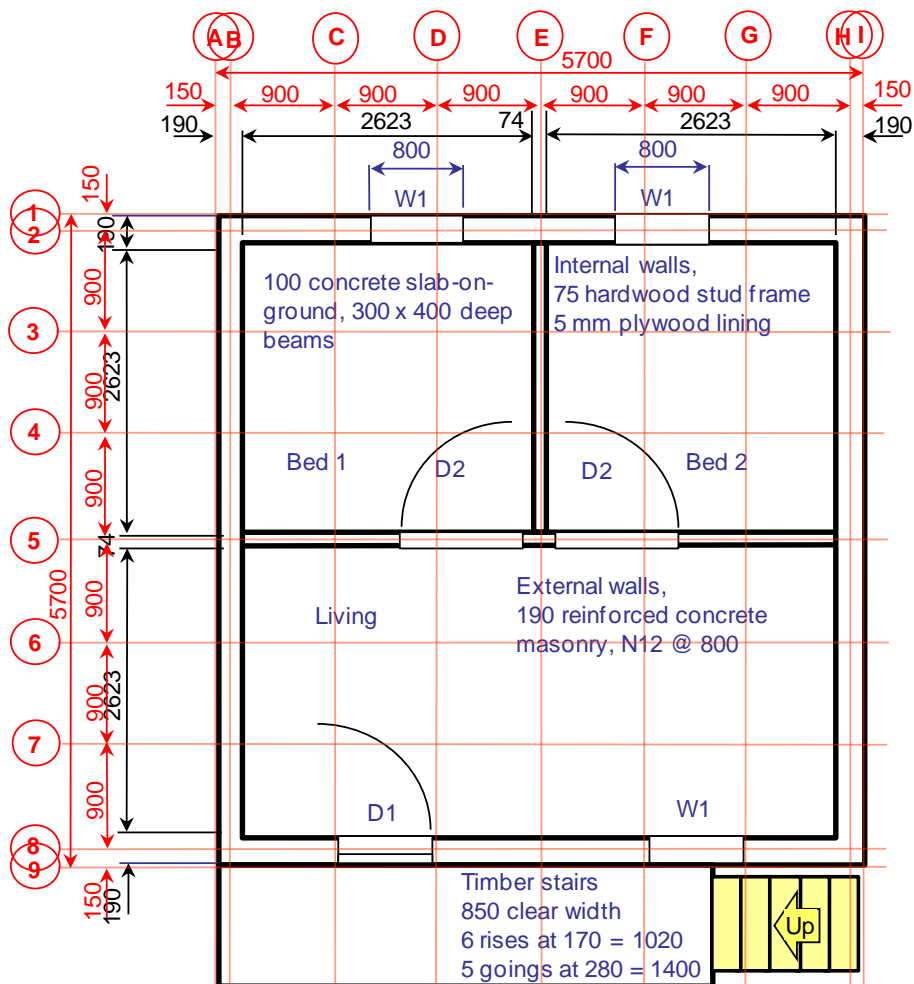 A B C D E F G H I
5700
150 900 900 900 900 900 900 150
190 2623 74 2623 190
800 800
W1 W1
150
1
2
190
100 concrete slab-on-
ground, 300 x 400 deep
beams
Internal walls,
75 hardwood stud frame
5 mm plywood lining
900
3
2623
900
4
Bed 1
D2
D2
Bed 2
900
5
74
5700
900
External walls,
190 reinforced concrete
masonry, N12 @ 800
Living
6
900
2623
7
900
D1
W1
8
9
150
190
Timber stairs
850 clear width
6 rises at 170 = 1020
5 goings at 280 = 1400
Up